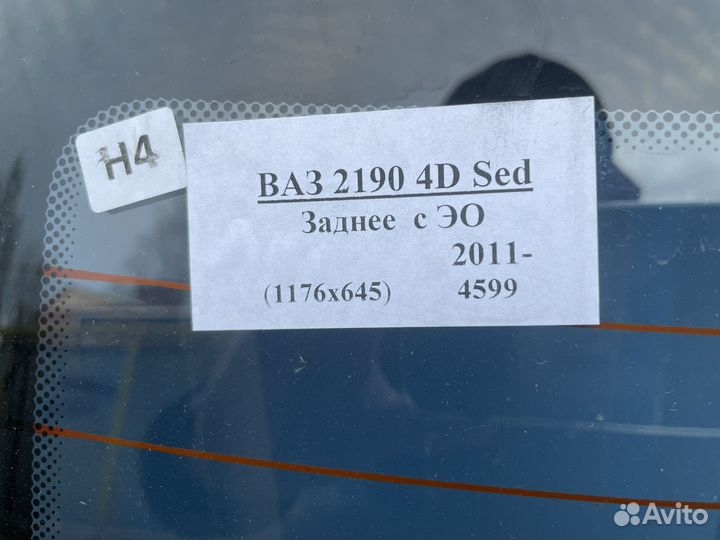 H4
ВАЗ 2190 4D Sed
Заднее с ЭО
2011-
(1176x645) 4599
Avito